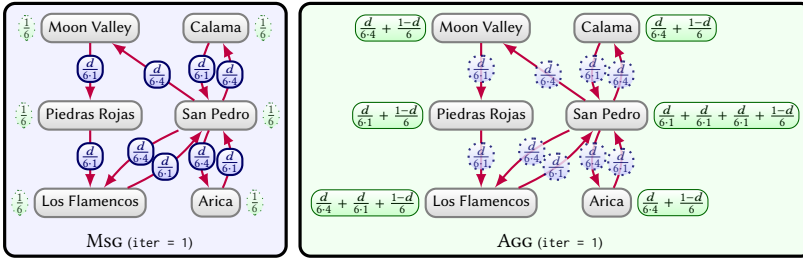 1/6 Moon Valley Calama 1/6
d/6·1 d/6·4 d/6·1 d/6·4
1/6 Piedras Rojas San Pedro 1/6
d/6·1 d/6·4 d/6·1 d/6·4 d/6·1
1/6 Los Flamencos Arica 1/6
Msg (iter = 1)
d/6·4 + 1−d/6 Moon Valley Calama d/6·4 + 1−d/6
d/6·1 d/6·4 d/6·1 d/6·4
d/6·1 + 1−d/6 Piedras Rojas San Pedro d/6·1 + d/6·1 + d/6·1 + 1−d/6
d/6·1 d/6·4 d/6·1 d/6·4 d/6·1
d/6·4 + d/6·1 + 1−d/6 Los Flamencos Arica d/6·4 + 1−d/6
Agg (iter = 1)